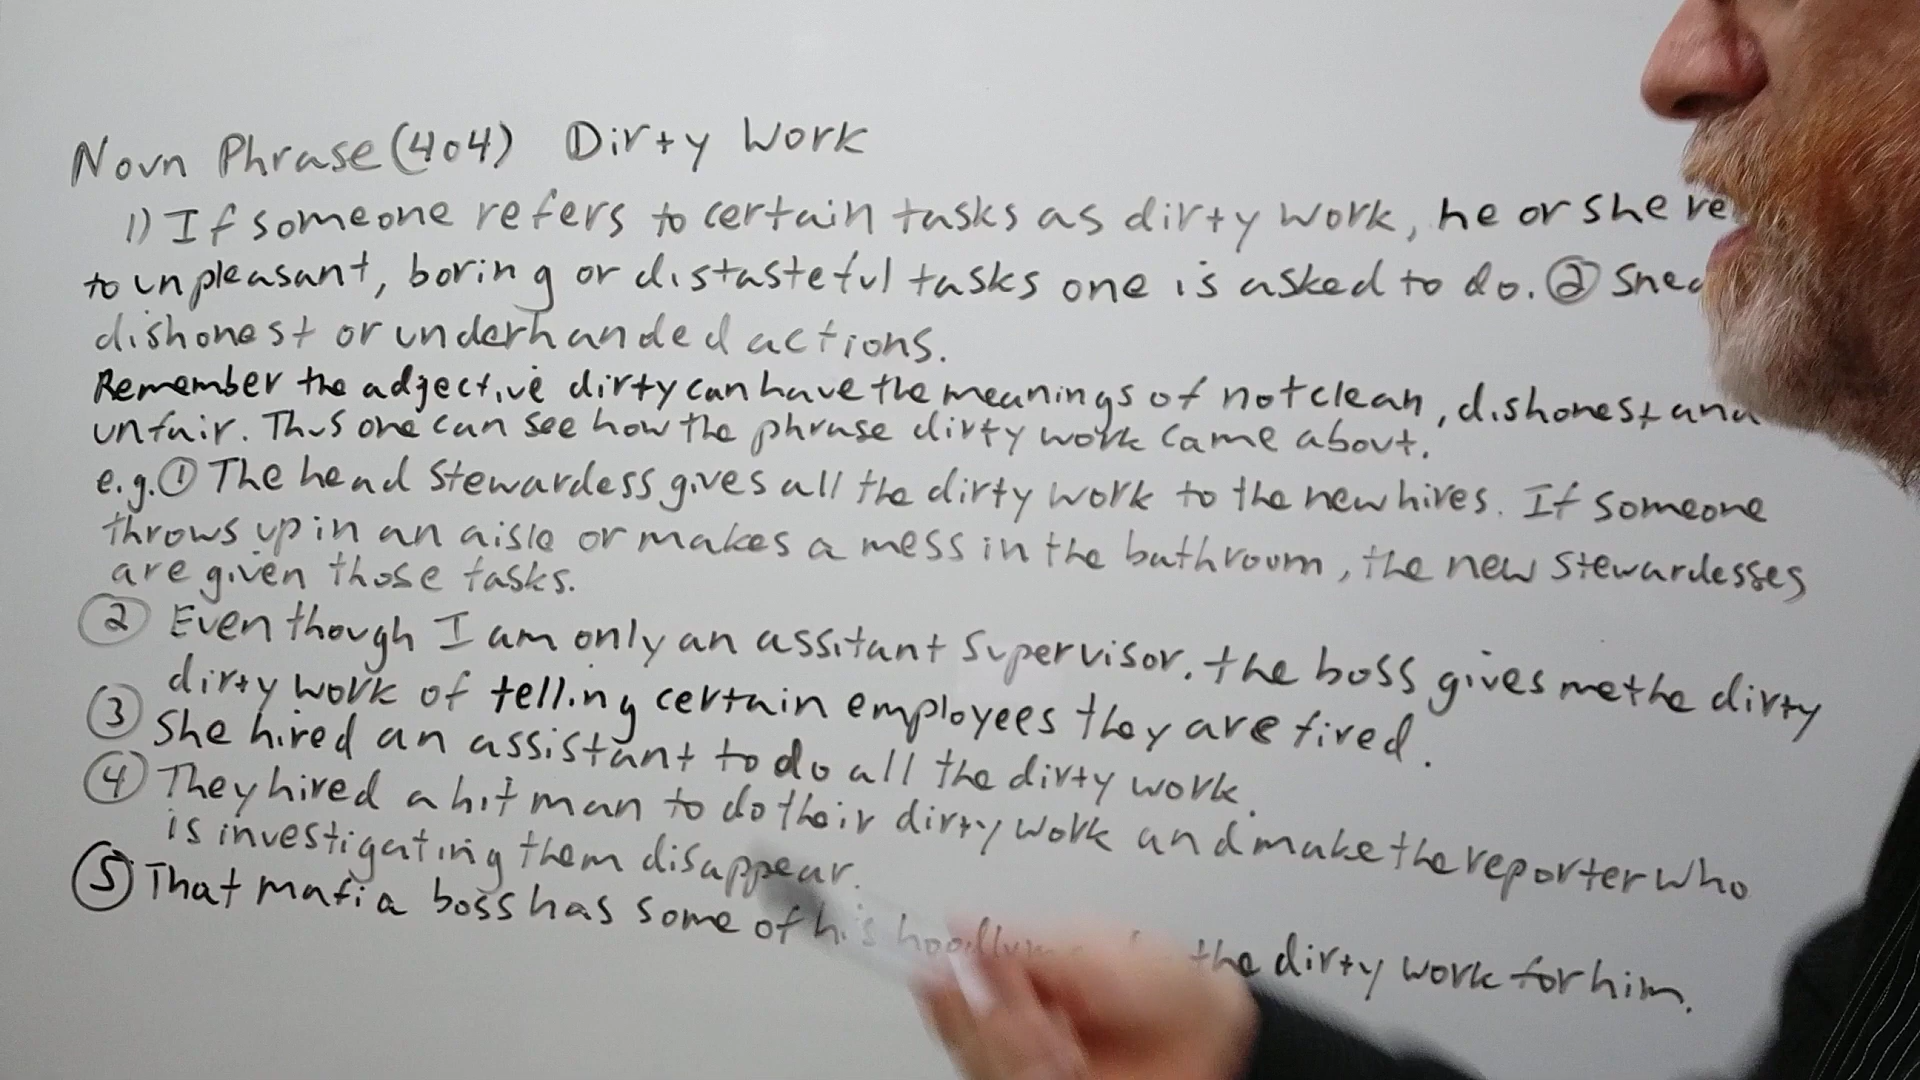 Noun Phrase (404) Dirty Work
1) If someone refers to certain tasks as dirty work, he or she re
to unpleasant, boring or distasteful tasks one is asked to do. ② Snea
dishonest or underhanded actions.
Remember the adjective dirty can have the meanings of not clean, dishonest and
unfair. Thus one can see how the phrase dirty work came about.
e.g. ① The head stewardess gives all the dirty work to the new hires. If someone
throws up in an aisle or makes a mess in the bathroom, the new stewardesses
are given those tasks.
② Even though I am only an assitant supervisor, the boss gives me the dirty
dirty work of telling certain employees they are fired.
③ She hired an assistant to do all the dirty work.
④ They hired a hit man to do their dirty work and make the reporter who
is investigating them disappear.
⑤ That mafia boss has some of his the dirty work for him.